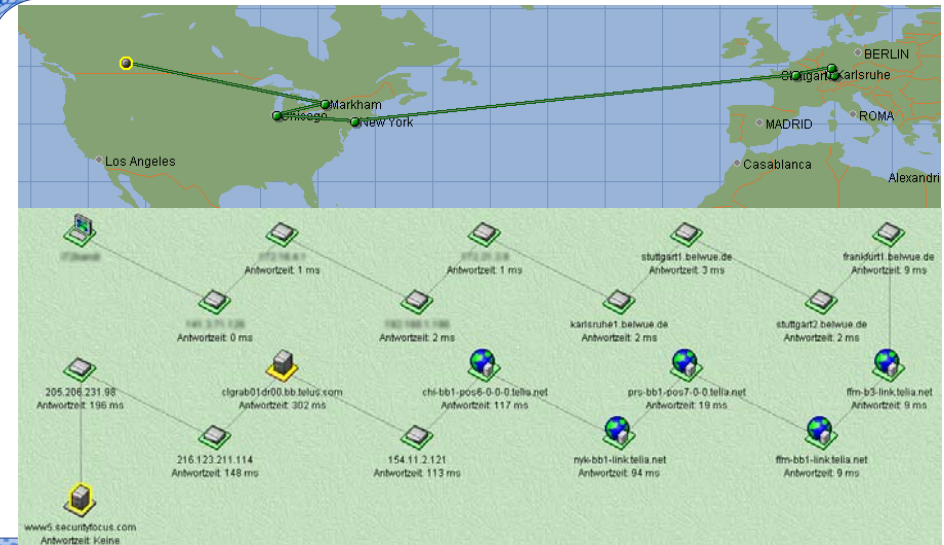 BERLIN
Stuttgart
Karlsruhe
Markham
Chicago
New York
MADRID
ROMA
Los Angeles
Casablanca
Alexandri
Antwortzeit: 1 ms
Antwortzeit: 1 ms
stuttgart1.belwue.de
Antwortzeit: 3 ms
frankfurt1.belwue.de
Antwortzeit: 9 ms
Antwortzeit: 0 ms
Antwortzeit: 2 ms
karlsruhe1.belwue.de
Antwortzeit: 2 ms
stuttgart2.belwue.de
Antwortzeit: 2 ms
205.206.231.98
Antwortzeit: 196 ms
clgrab01dr00.bb.telus.com
Antwortzeit: 302 ms
chi-bb1-pos6-0-0-0.telia.net
Antwortzeit: 117 ms
prs-bb1-pos7-0-0.telia.net
Antwortzeit: 19 ms
ffm-b3-link.telia.net
Antwortzeit: 9 ms
216.123.211.114
Antwortzeit: 148 ms
154.11.2.121
Antwortzeit: 113 ms
nyk-bb1-link.telia.net
Antwortzeit: 94 ms
ffm-bb1-link.telia.net
Antwortzeit: 9 ms
www5.securityfocus.com
Antwortzeit: Keine